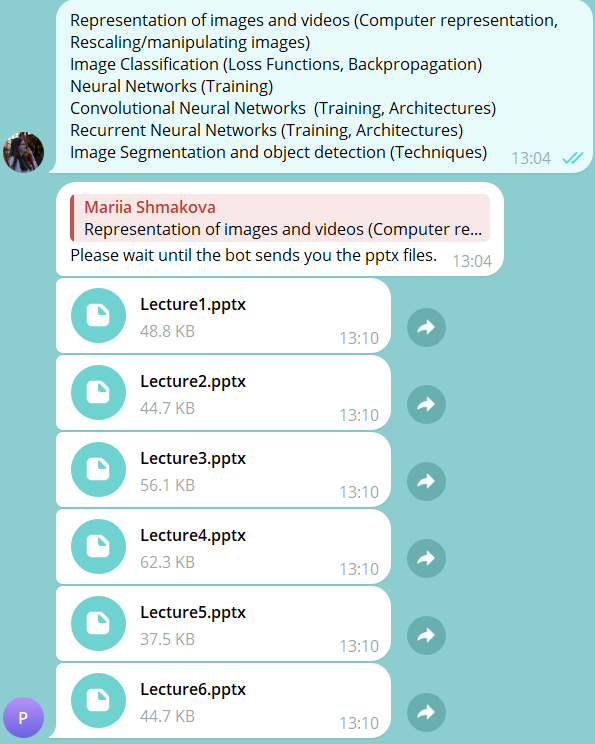 Representation of images and videos (Computer representation,
Rescaling/manipulating images)
Image Classification (Loss Functions, Backpropagation)
Neural Networks (Training)
Convolutional Neural Networks  (Training, Architectures)
Recurrent Neural Networks (Training, Architectures)
Image Segmentation and object detection (Techniques)
13:04
Mariia Shmakova
Representation of images and videos (Computer re...
Please wait until the bot sends you the pptx files.
13:04
Lecture1.pptx
48.8 KB
13:10
Lecture2.pptx
44.7 KB
13:10
Lecture3.pptx
56.1 KB
13:10
Lecture4.pptx
62.3 KB
13:10
Lecture5.pptx
37.5 KB
13:10
Lecture6.pptx
44.7 KB
13:10
P